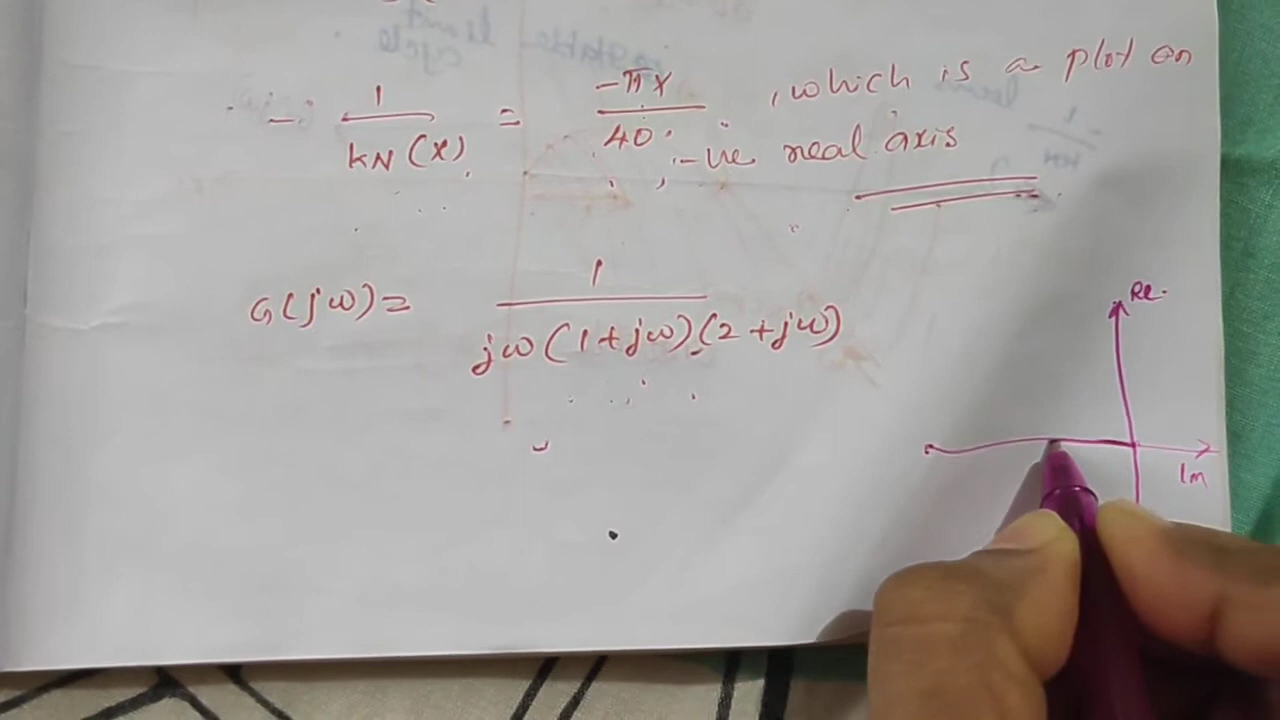 - 1/KN(X) = -πX/40 , which is a plot on
-ve real axis
G(jω) = 1/jω(1+jω)(2+jω)
Re.
Im